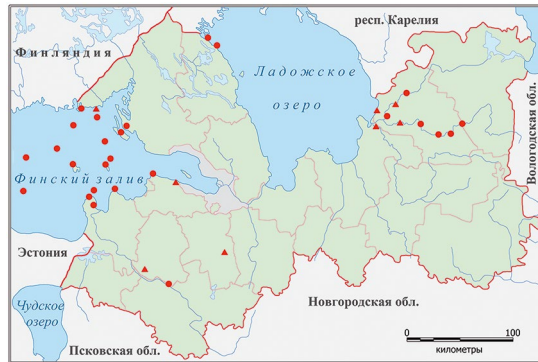 респ. Карелия
Финляндия
Ладожское
озеро
Вологодская обл.
Финский залив
Эстония
Чудское
озеро
Псковская обл.
Новгородская обл.
0 100
километры